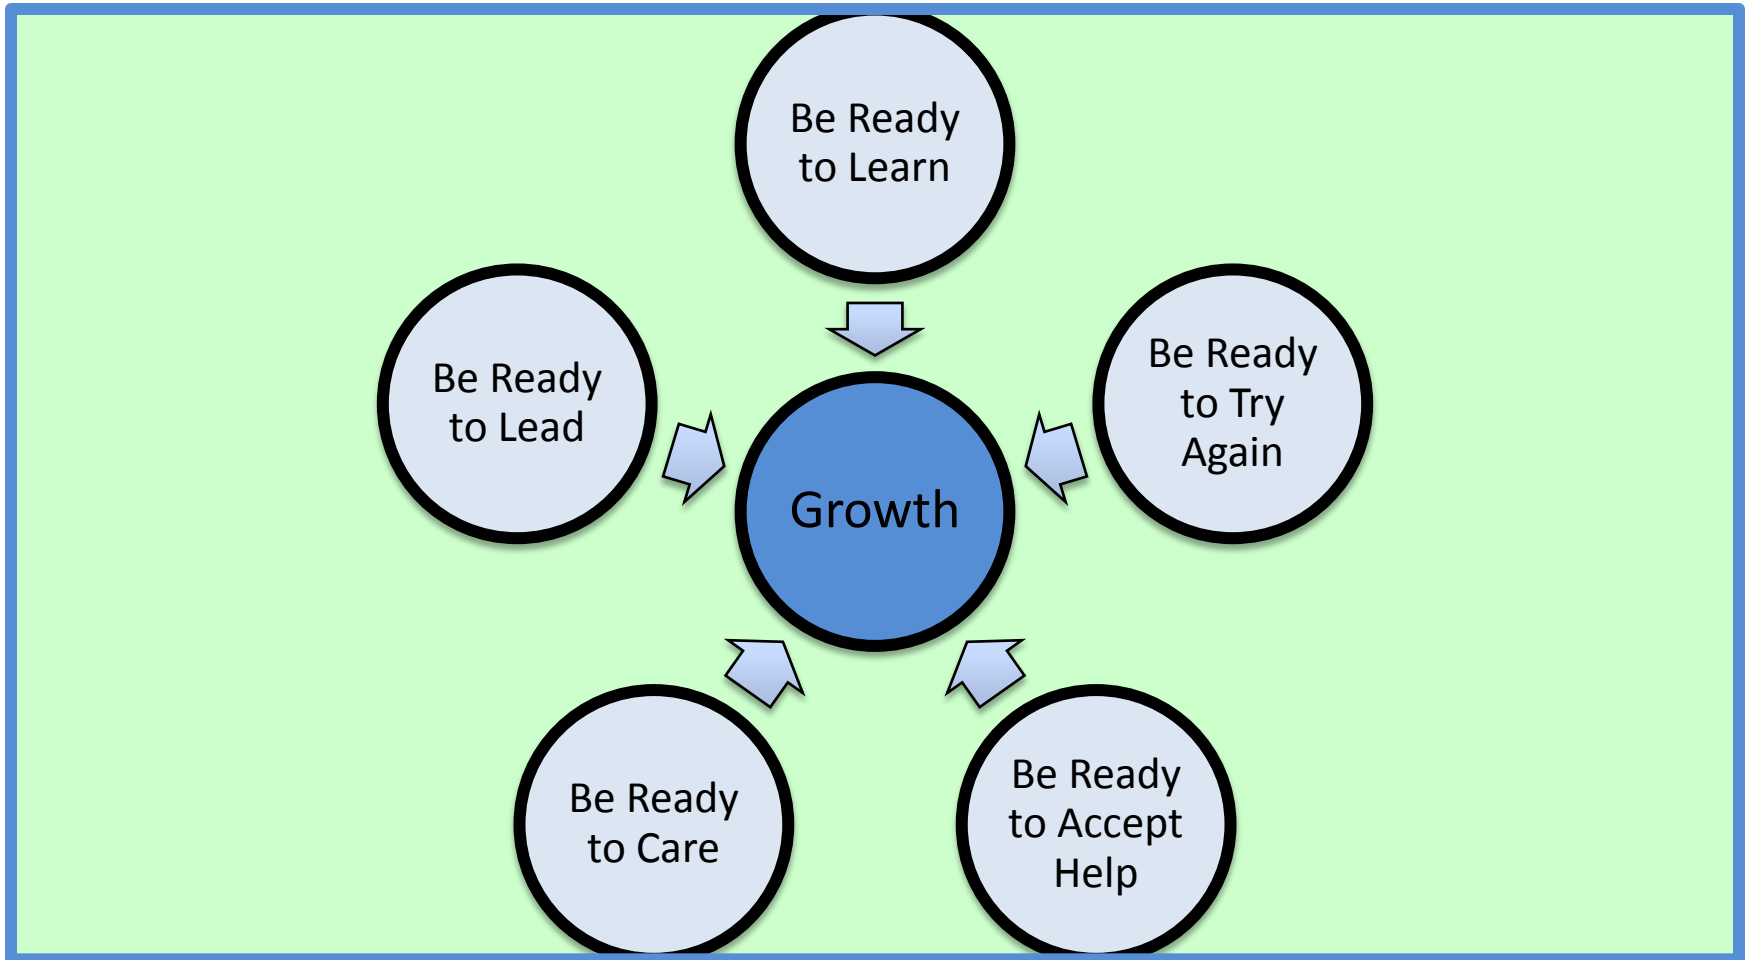 Be Ready
to Learn
Be Ready
to Try
Again
Be Ready
to Accept
Help
Be Ready
to Care
Be Ready
to Lead
Growth